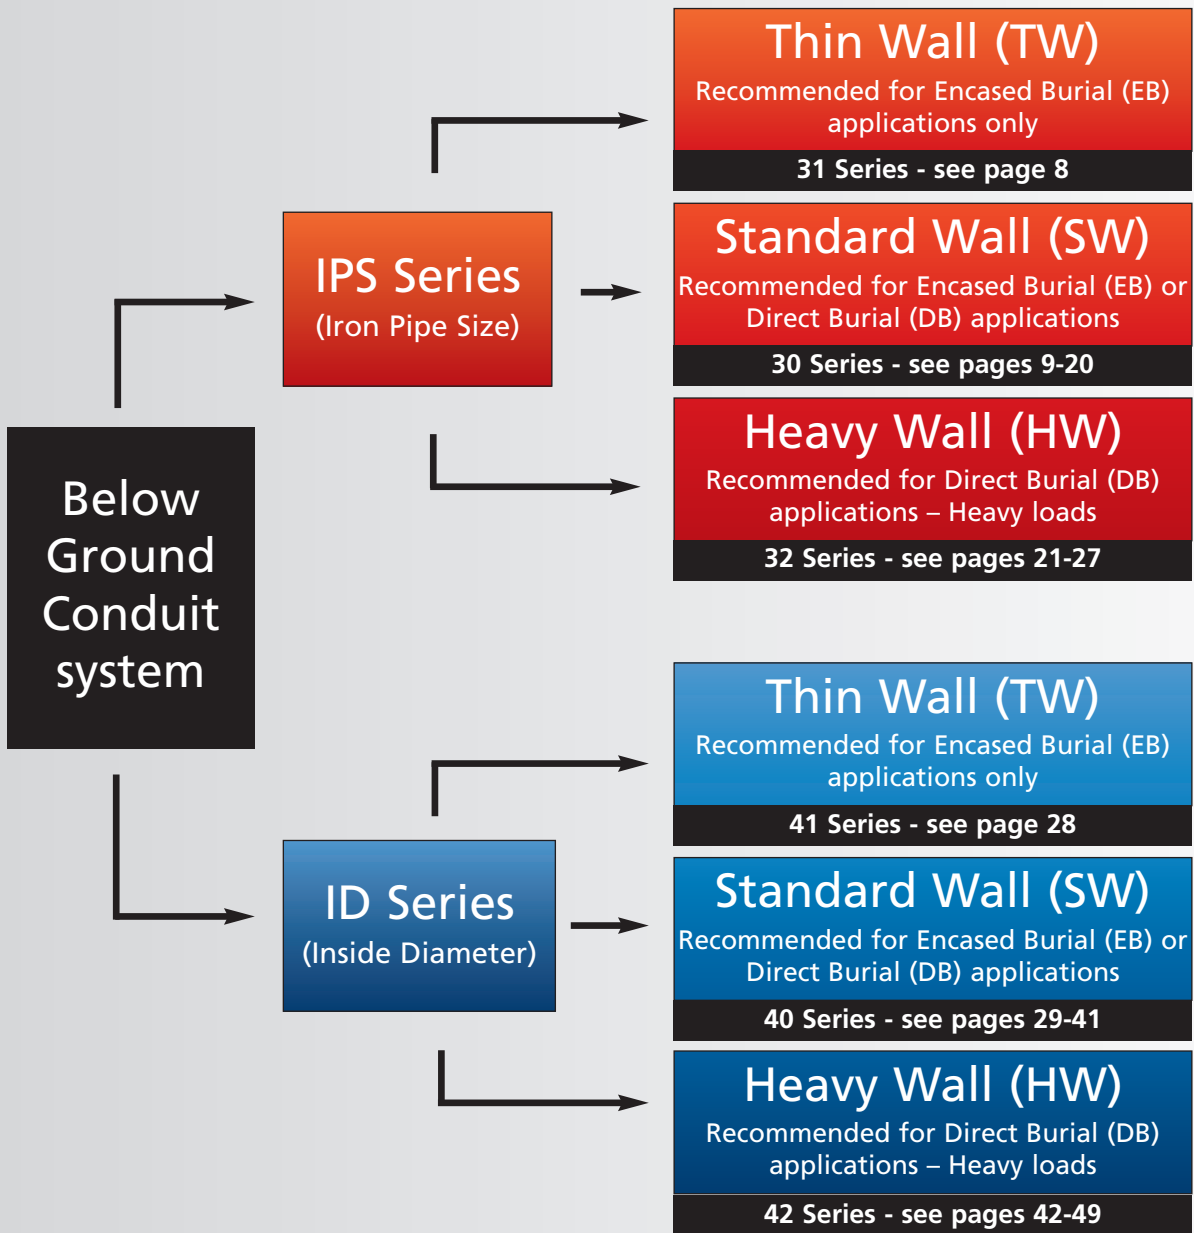 Thin Wall (TW)
Recommended for Encased Burial (EB)
applications only
31 Series - see page 8
Standard Wall (SW)
Recommended for Encased Burial (EB) or
Direct Burial (DB) applications
30 Series - see pages 9-20
Heavy Wall (HW)
Recommended for Direct Burial (DB)
applications – Heavy loads
32 Series - see pages 21-27
IPS Series
(Iron Pipe Size)
Below
Ground
Conduit
system
Thin Wall (TW)
Recommended for Encased Burial (EB)
applications only
41 Series - see page 28
Standard Wall (SW)
Recommended for Encased Burial (EB) or
Direct Burial (DB) applications
40 Series - see pages 29-41
Heavy Wall (HW)
Recommended for Direct Burial (DB)
applications – Heavy loads
42 Series - see pages 42-49
ID Series
(Inside Diameter)